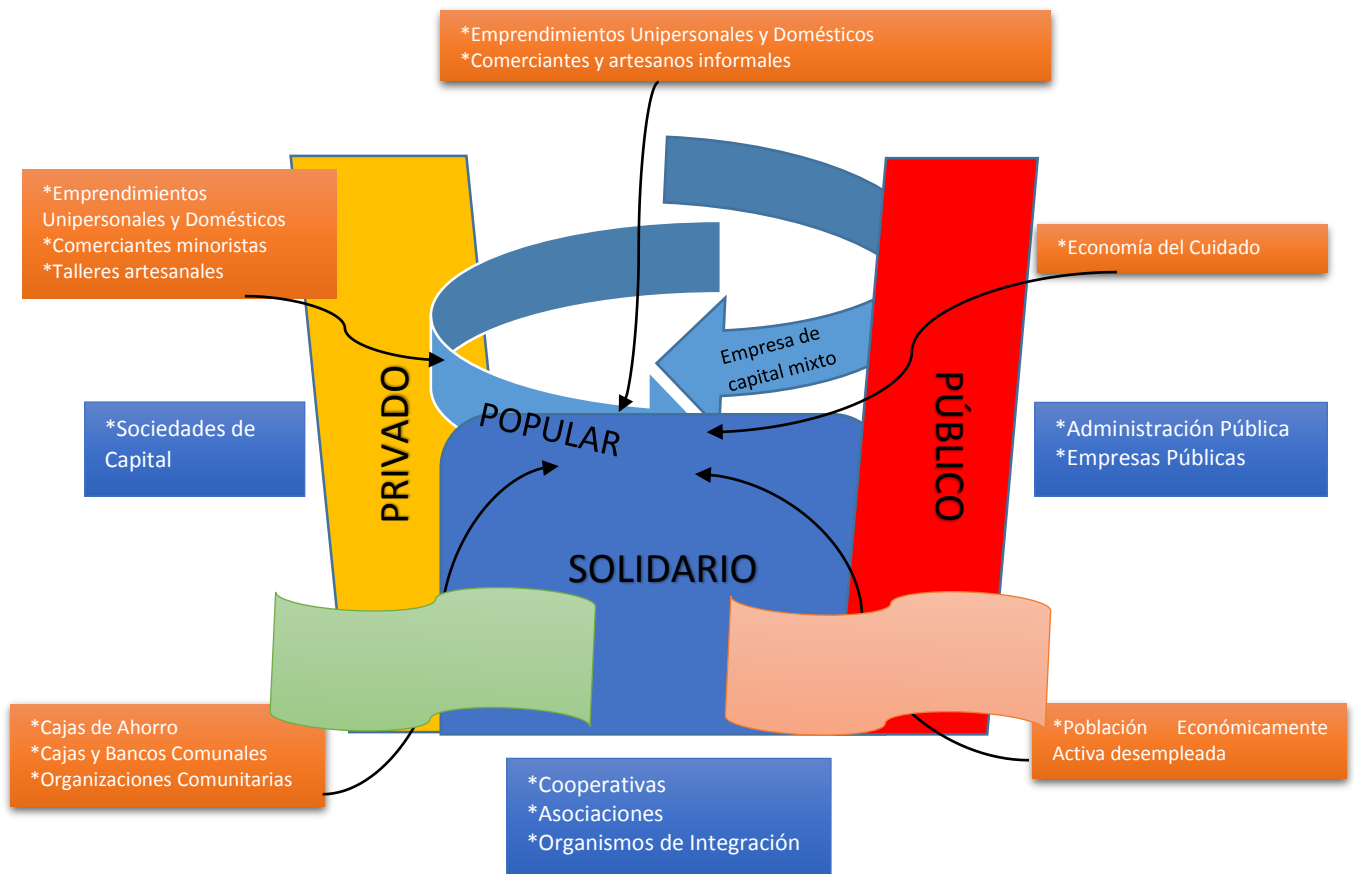 *Emprendimientos Unipersonales y Domésticos
*Comerciantes y artesanos informales
*Emprendimientos
Unipersonales y Domésticos
*Comerciantes minoristas
*Talleres artesanales
*Economía del Cuidado
Empresa de
capital mixto
PRIVADO
POPULAR
PÚBLICO
*Sociedades de
Capital
*Administración Pública
*Empresas Públicas
SOLIDARIO
*Cajas de Ahorro
*Cajas y Bancos Comunales
*Organizaciones Comunitarias
*Población Económicamente
Activa desempleada
*Cooperativas
*Asociaciones
*Organismos de Integración